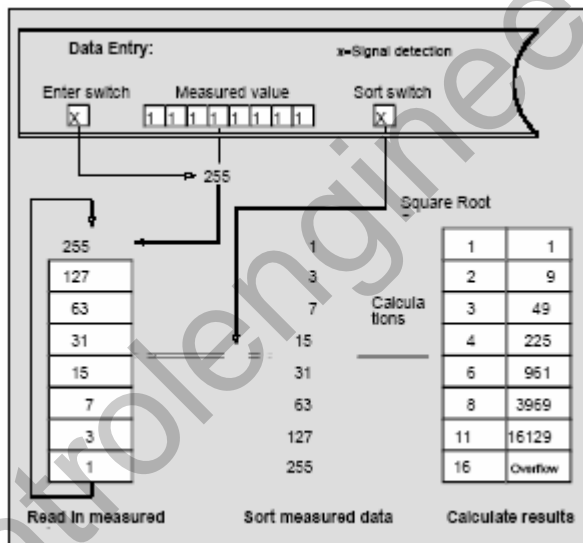 Data Entry: x=Signal detection
Enter switch Measured value Sort switch
X 1 1 1 1 1 1 1 1 X
255
Square Root
255 1 1 1
127 3 2 9
63 7 Calcula 3 49
tions
31 15 4 225
15 31 6 961
7 63 8 3969
3 127 11 16129
1 255 16 Overflow
Read in measured Sort measured data Calculate results
ntrolengineer